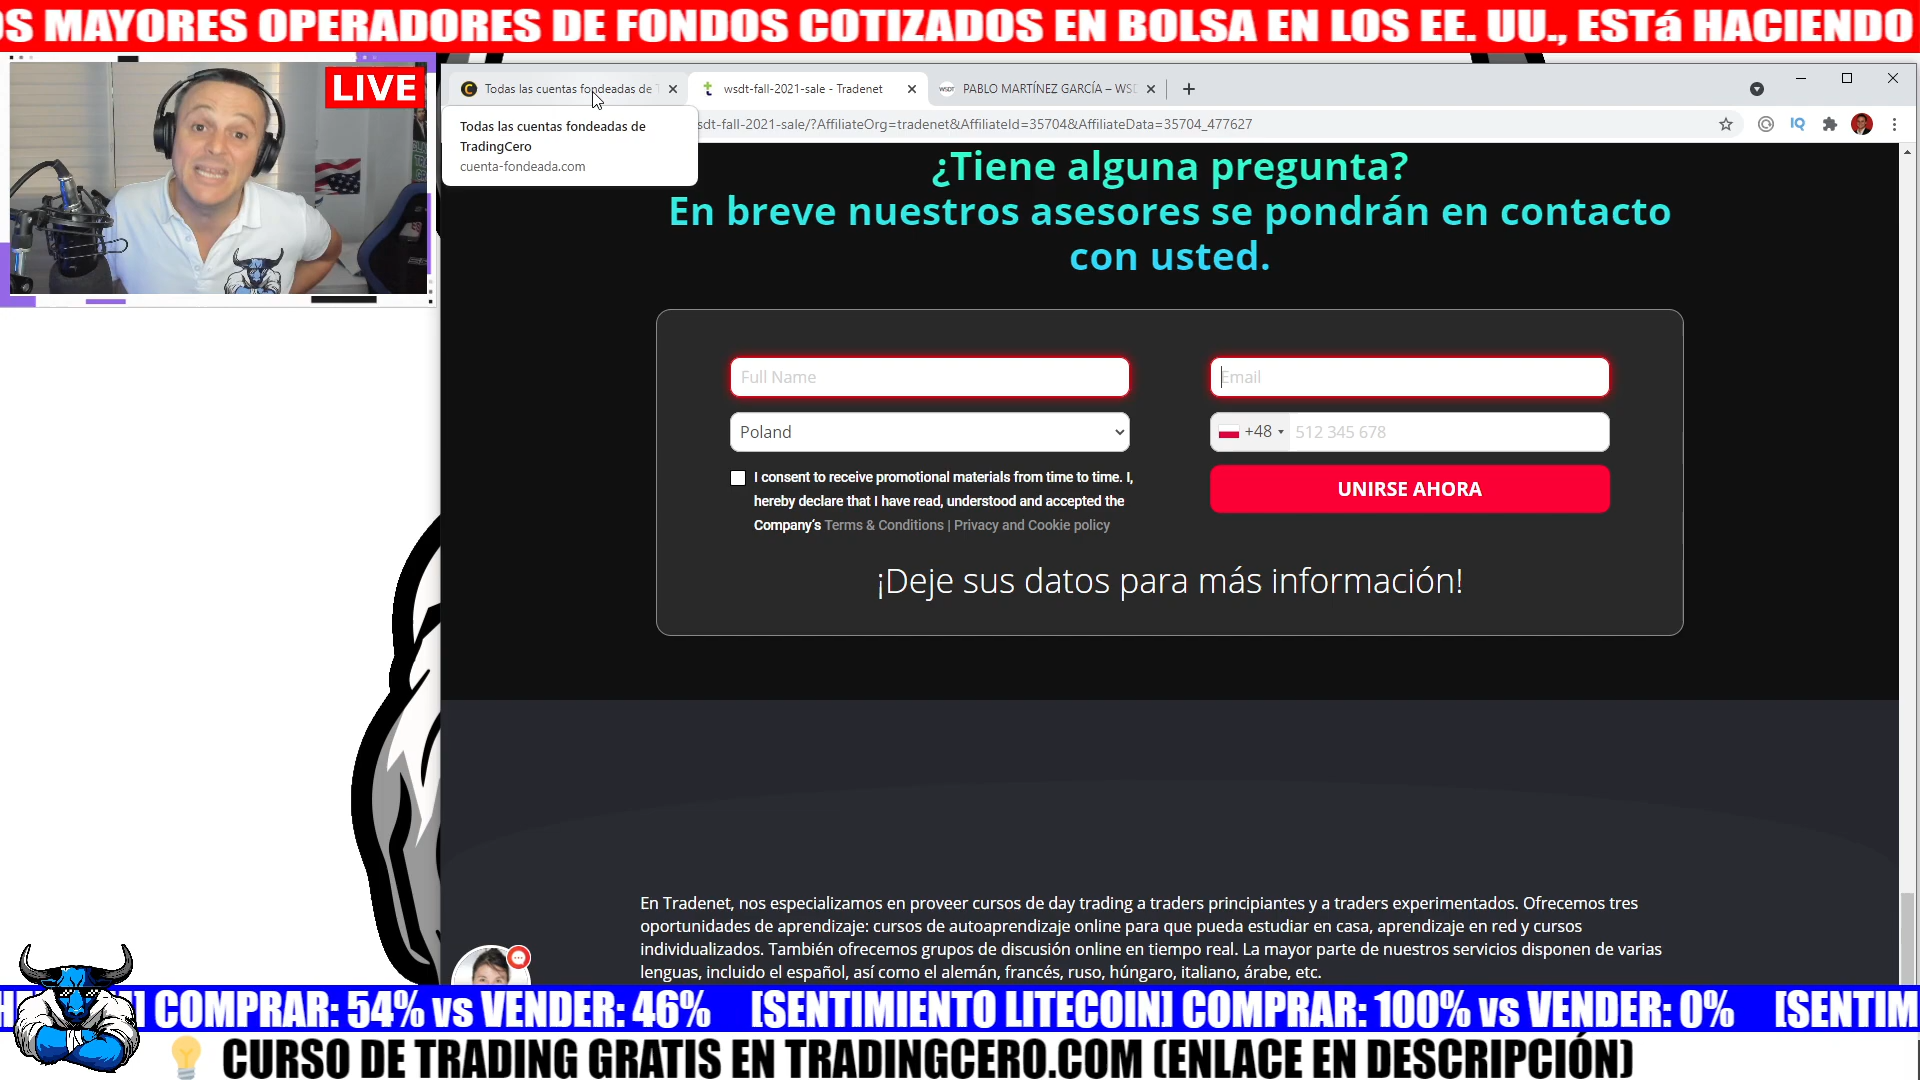 OS MAYORES OPERADORES DE FONDOS COTIZADOS EN BOLSA EN LOS EE. UU., ESTá HACIENDO
LIVE
Todas las cuentas fondeadas de T
wsdt-fall-2021-sale - Tradenet
PABLO MARTÍNEZ GARCÍA – WSD
sdt-fall-2021-sale/?AffiliateOrg=tradenet&AffiliateId=35704&AffiliateData=35704_477627
IQ
Todas las cuentas fondeadas de
TradingCero
cuenta-fondeada.com
¿Tiene alguna pregunta?
En breve nuestros asesores se pondrán en contacto
con usted.
Full Name
Email
Poland
+48
512 345 678
I consent to receive promotional materials from time to time. I,
hereby declare that I have read, understood and accepted the
Company's Terms & Conditions | Privacy and Cookie policy
UNIRSE AHORA
¡Deje sus datos para más información!
En Tradenet, nos especializamos en proveer cursos de day trading a traders principiantes y a traders experimentados. Ofrecemos tres
oportunidades de aprendizaje: cursos de autoaprendizaje online para que pueda estudiar en casa, aprendizaje en red y cursos
individualizados. También ofrecemos grupos de discusión online en tiempo real. La mayor parte de nuestros servicios disponen de varias
lenguas, incluido el español, así como el alemán, francés, ruso, húngaro, italiano, árabe, etc.
COMPRAR: 54% vs VENDER: 46% [SENTIMIENTO LITECOIN] COMPRAR: 100% vs VENDER: 0% [SENTIM
CURSO DE TRADING GRATIS EN TRADINGCERO.COM (ENLACE EN DESCRIPCIÓN)